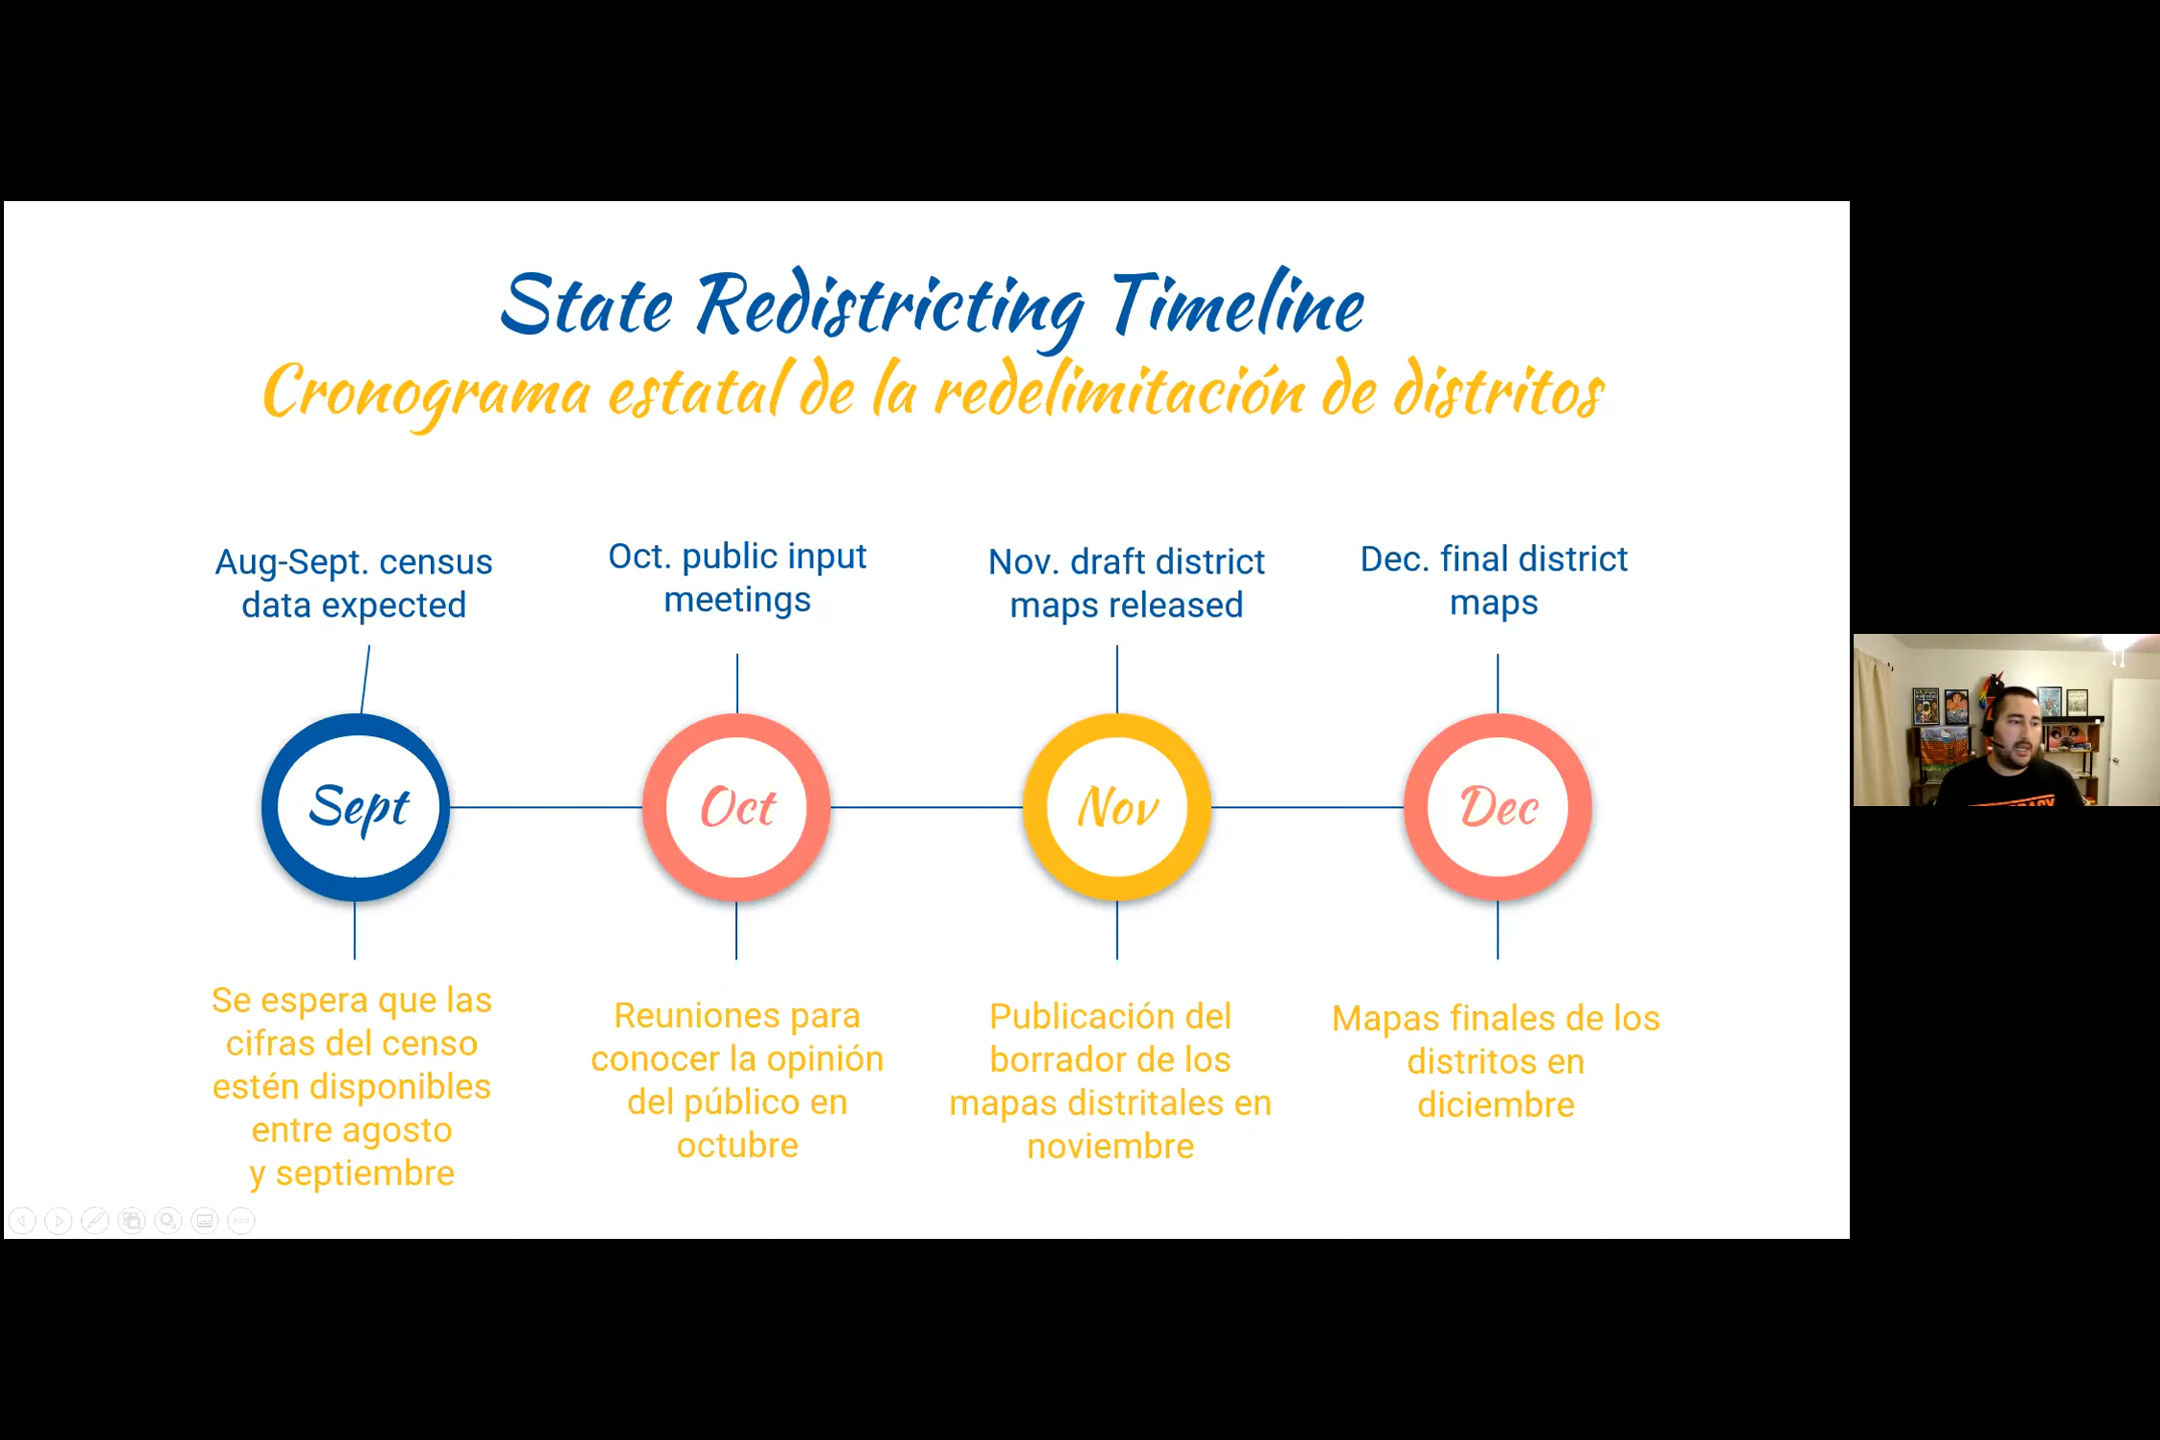 State Redistricting Timeline
Cronograma estatal de la redelimitación de distritos
Aug-Sept. census
data expected
Oct. public input
meetings
Nov. draft district
maps released
Dec. final district
maps
Sept
Oct
Nov
Dec
Se espera que las
cifras del censo
estén disponibles
entre agosto
y septiembre
Reuniones para
conocer la opinión
del público en
octubre
Publicación del
borrador de los
mapas distritales en
noviembre
Mapas finales de los
distritos en
diciembre